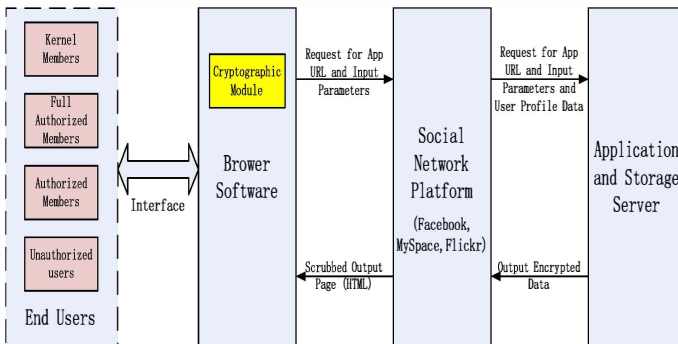 Kernel
Members
Full
Authorized
Members
Authorized
Members
Unauthorized
users
End Users
Interface
Cryptographic
Module
Brower
Software
Request for App
URL and Input
Parameters
Scrubbed Output
Page (HTML)
Social
Network
Platform
(Facebook,
MySpace,Flickr)
Request for App
URL and Input
Parameters and
User Profile Data
Output Encrypted
Data
Application
and Storage
Server